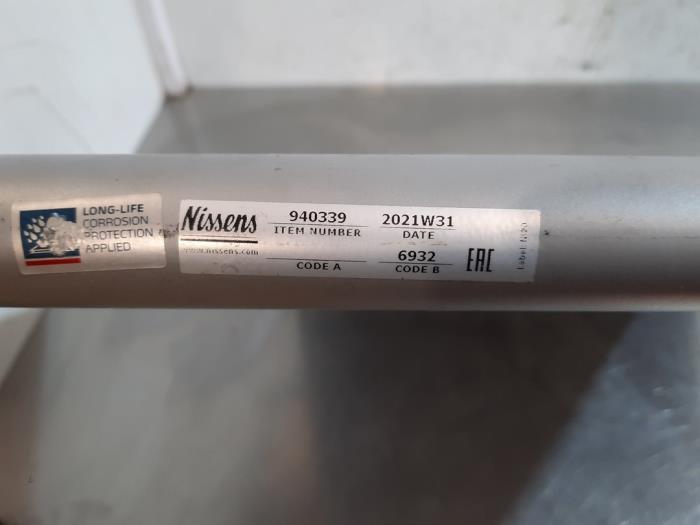 LONG-LIFE
CORROSION
PROTECTION
APPLIED
Nissens
www.nissens.com
940339
ITEM NUMBER
2021W31
DATE
CODE A
6932
CODE B
EAC